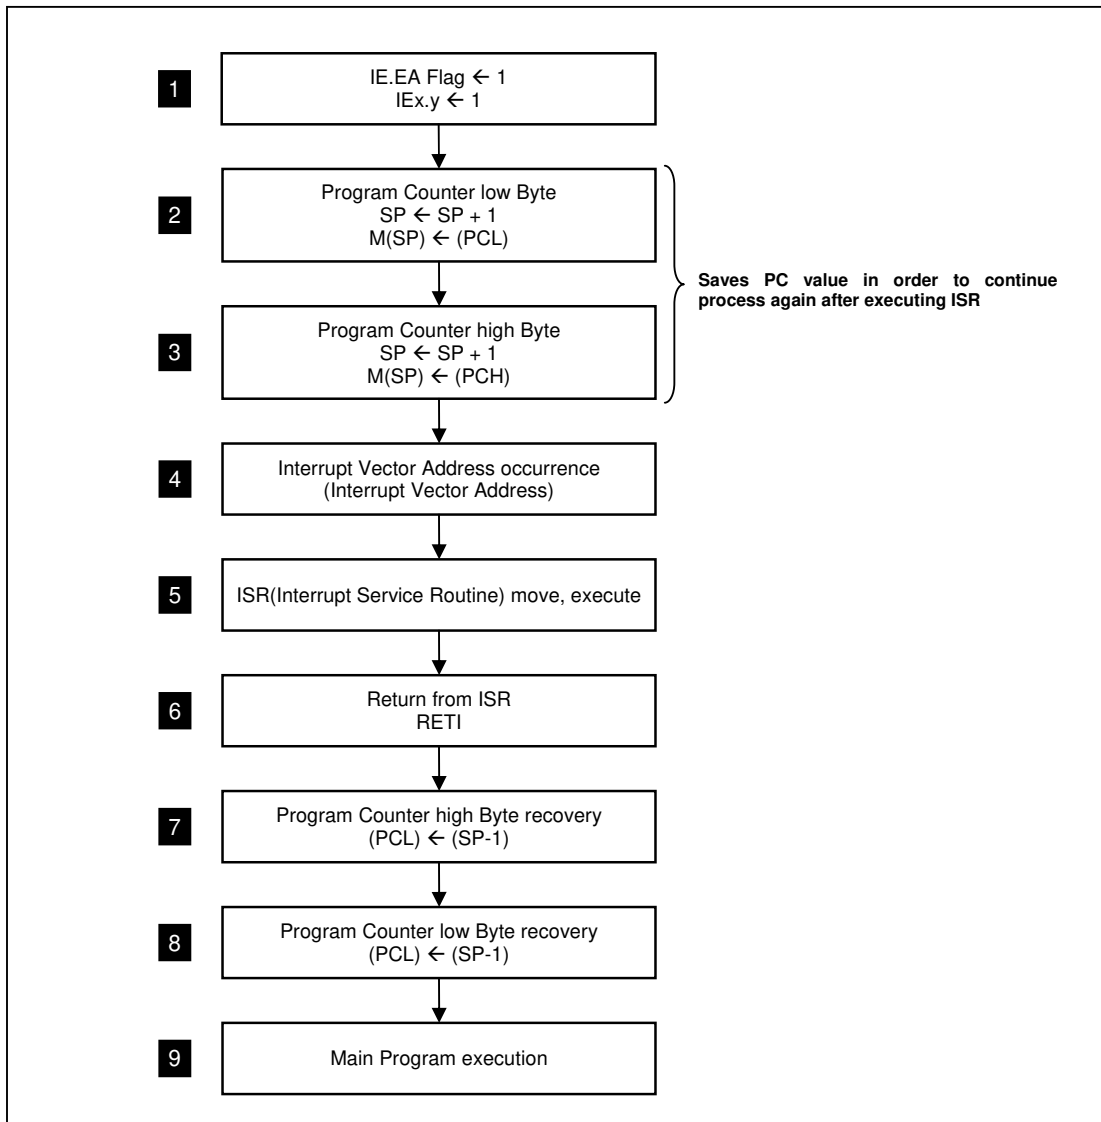 1
IE.EA Flag ← 1
IEx.y ← 1
2
Program Counter low Byte
SP ← SP + 1
M(SP) ← (PCL)
3
Program Counter high Byte
SP ← SP + 1
M(SP) ← (PCH)
Saves PC value in order to continue
process again after executing ISR
4
Interrupt Vector Address occurrence
(Interrupt Vector Address)
5
ISR(Interrupt Service Routine) move, execute
6
Return from ISR
RETI
7
Program Counter high Byte recovery
(PCL) ← (SP-1)
8
Program Counter low Byte recovery
(PCL) ← (SP-1)
9
Main Program execution